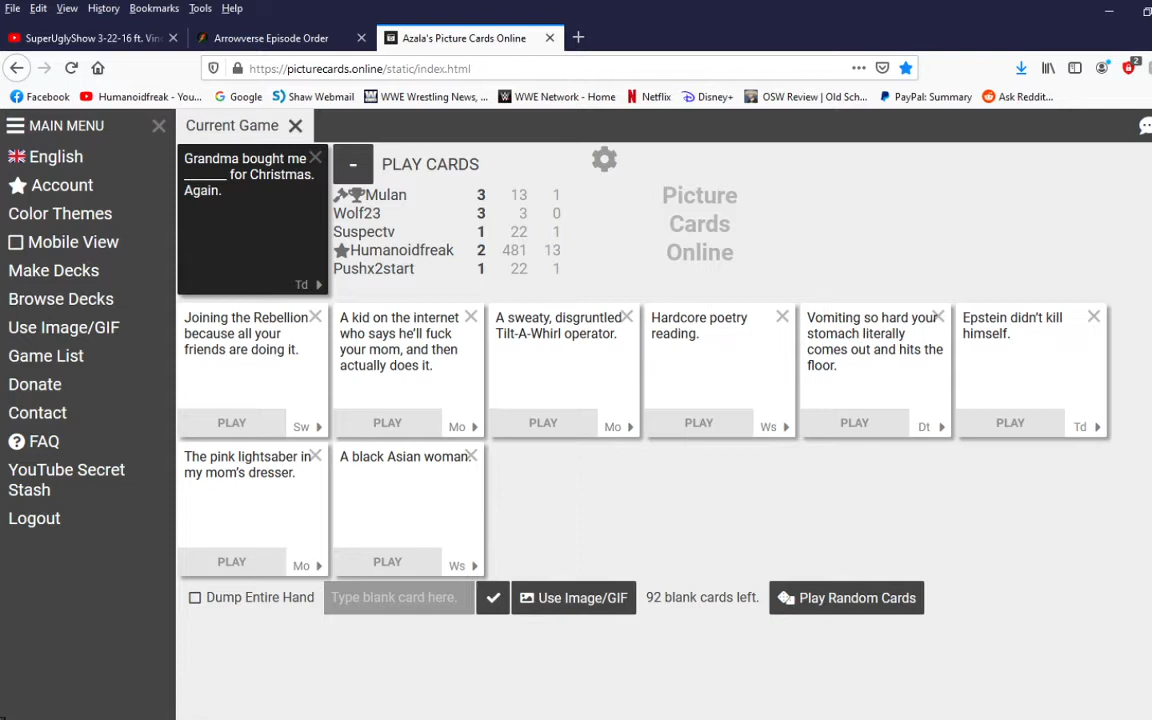 File Edit View History Bookmarks Tools Help
SuperUglyShow 3-22-16 ft. Vinc
Arrowverse Episode Order
Azala's Picture Cards Online
https://picturecards.online/static/index.html
2
Facebook
Humanoidfreak - You...
Google
Shaw Webmail
WWE Wrestling News, ...
WWE Network - Home
Netflix
Disney+
OSW Review | Old Sch...
PayPal: Summary
Ask Reddit...
MAIN MENU
English
Account
Color Themes
Mobile View
Make Decks
Browse Decks
Use Image/GIF
Game List
Donate
Contact
FAQ
YouTube Secret
Stash
Logout
Current Game
Grandma bought me
______ for Christmas.
Again.
Td
- PLAY CARDS
Mulan 3 13 1
Wolf23 3 3 0
Suspectv 1 22 1
Humanoidfreak 2 481 13
Pushx2start 1 22 1
Picture
Cards
Online
Joining the Rebellion
because all your
friends are doing it.
PLAY Sw
A kid on the internet
who says he'll fuck
your mom, and then
actually does it.
PLAY Mo
A sweaty, disgruntled
Tilt-A-Whirl operator.
PLAY Mo
Hardcore poetry
reading.
PLAY Ws
Vomiting so hard your
stomach literally
comes out and hits the
floor.
PLAY Dt
Epstein didn't kill
himself.
PLAY Td
The pink lightsaber in
my mom's dresser.
PLAY Mo
A black Asian woman.
PLAY Ws
Dump Entire Hand
Type blank card here.
Use Image/GIF
92 blank cards left.
Play Random Cards